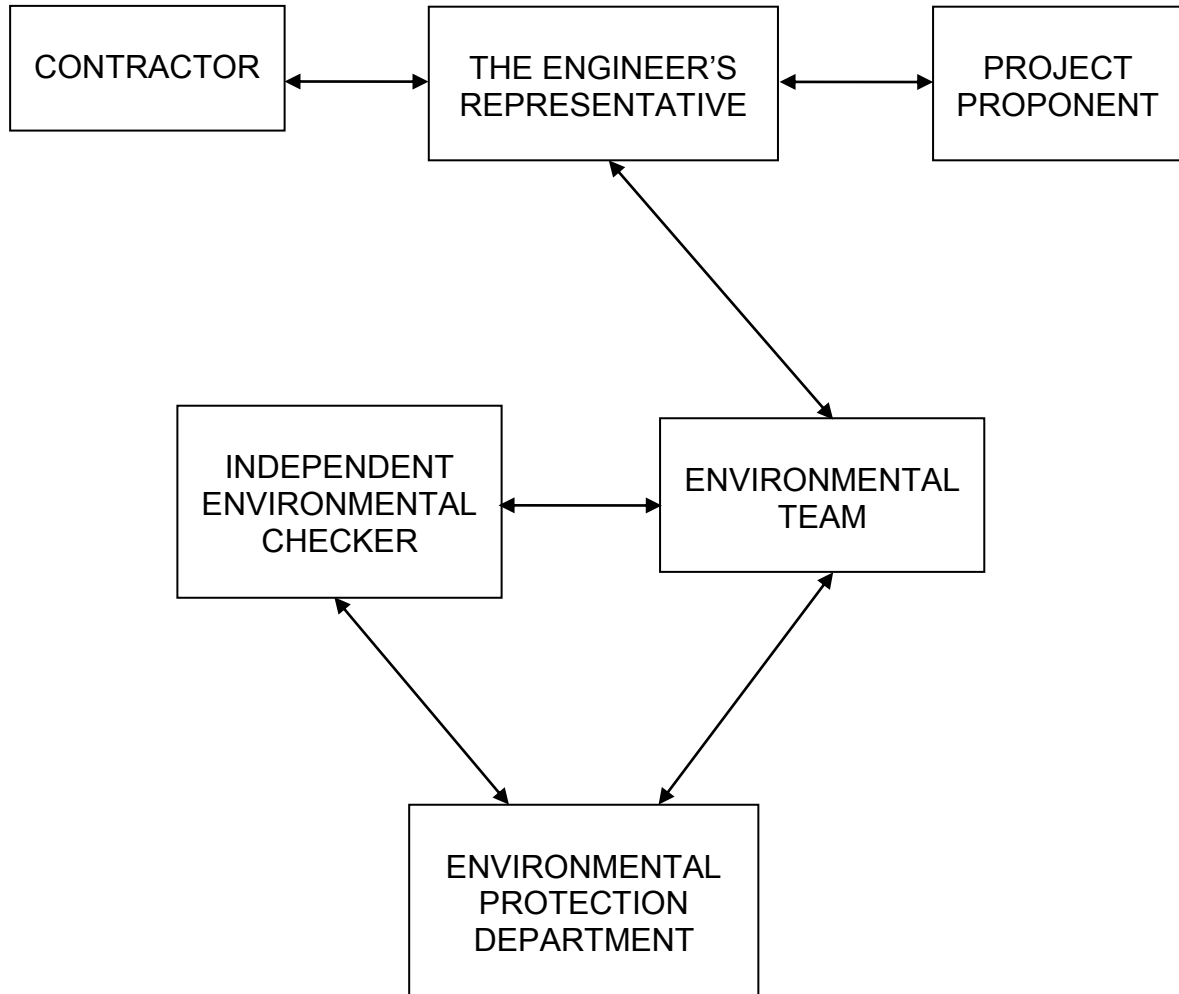 CONTRACTOR
THE ENGINEER’S
REPRESENTATIVE
PROJECT
PROPONENT
INDEPENDENT
ENVIRONMENTAL
CHECKER
ENVIRONMENTAL
TEAM
ENVIRONMENTAL
PROTECTION
DEPARTMENT